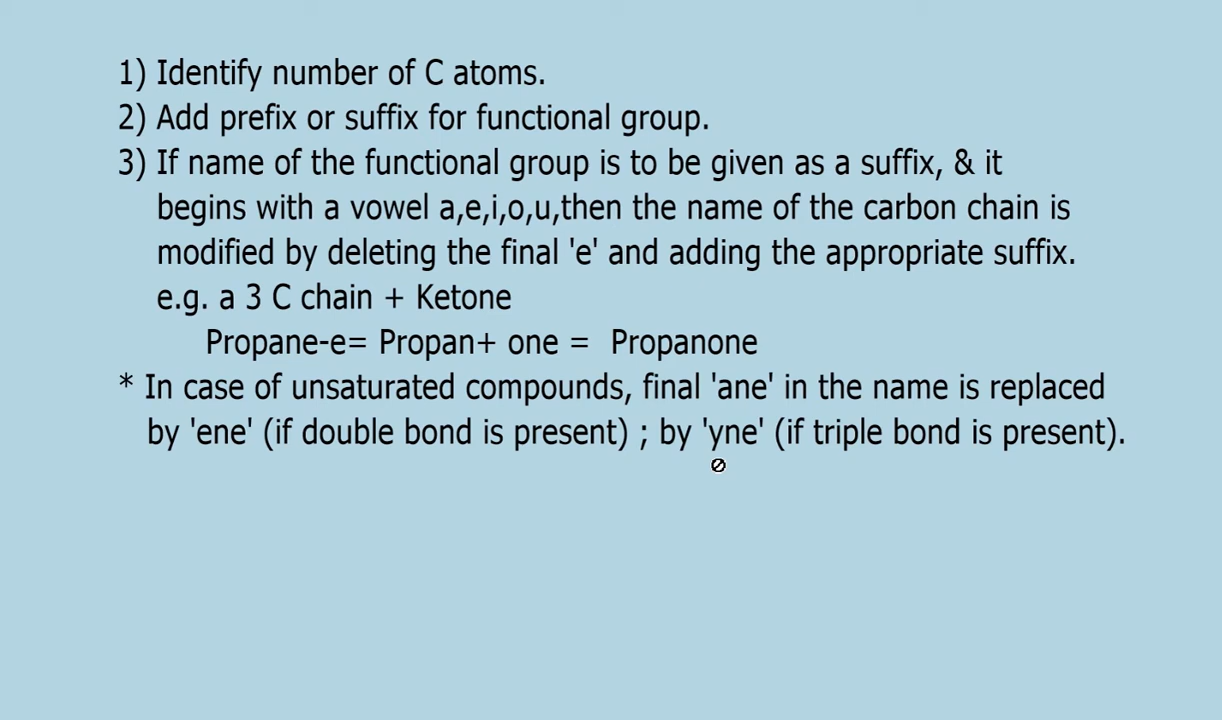 1) Identify number of C atoms.
2) Add prefix or suffix for functional group.
3) If name of the functional group is to be given as a suffix, & it
begins with a vowel a,e,i,o,u,then the name of the carbon chain is
modified by deleting the final 'e' and adding the appropriate suffix.
e.g. a 3 C chain + Ketone
Propane-e= Propan+ one = Propanone
* In case of unsaturated compounds, final 'ane' in the name is replaced
by 'ene' (if double bond is present) ; by 'yne' (if triple bond is present).